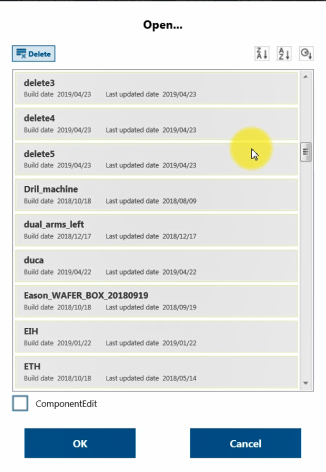 Open...
Delete
delete3
Build date 2019/04/23 Last updated date 2019/04/23
delete4
Build date 2019/04/23 Last updated date 2019/04/23
delete5
Build date 2019/04/23 Last updated date 2019/04/23
Dril_machine
Build date 2018/10/18 Last updated date 2018/08/09
dual_arms_left
Build date 2018/12/17 Last updated date 2018/12/17
duca
Build date 2019/04/22 Last updated date 2019/04/22
Eason_WAFER_BOX_20180919
Build date 2018/10/18 Last updated date 2018/09/19
EIH
Build date 2019/01/22 Last updated date 2019/01/22
ETH
Build date 2018/10/18 Last updated date 2018/05/14
ComponentEdit
OK Cancel